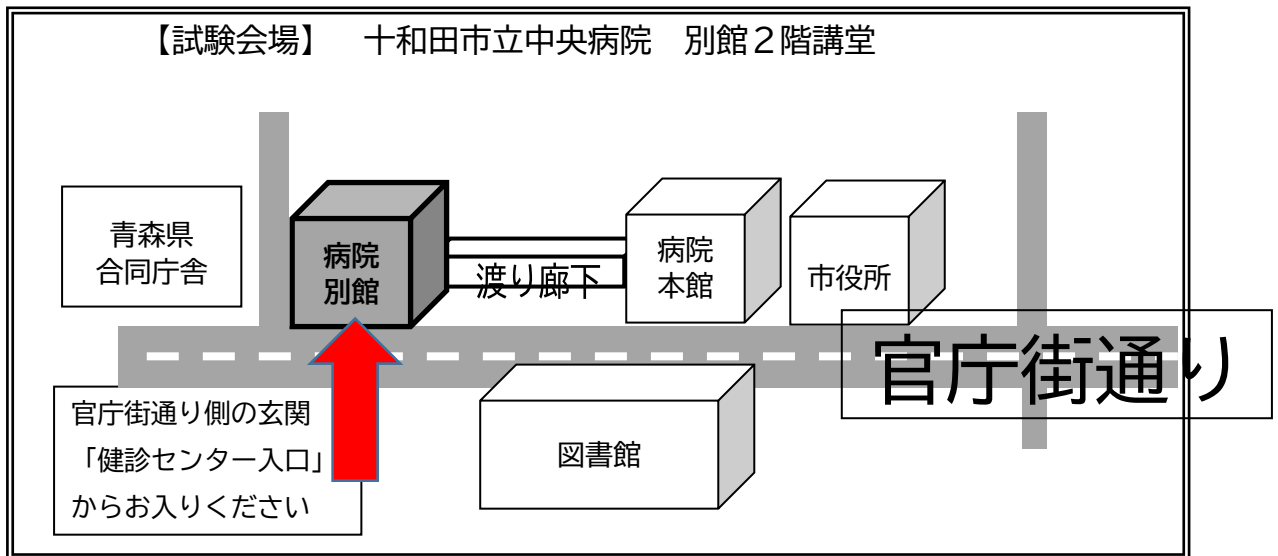 【試験会場】　十和田市立中央病院　別館２階講堂
青森県
合同庁舎
病院
別館
渡り廊下
病院
本館
市役所
官庁街通り
官庁街通り側の玄関
「健診センター入口」
からお入りください
図書館